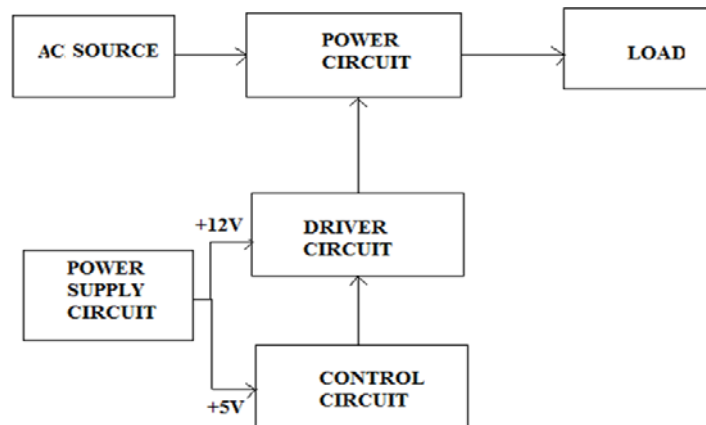 AC SOURCE
POWER
CIRCUIT
LOAD
+12V
DRIVER
CIRCUIT
POWER
SUPPLY
CIRCUIT
+5V
CONTROL
CIRCUIT